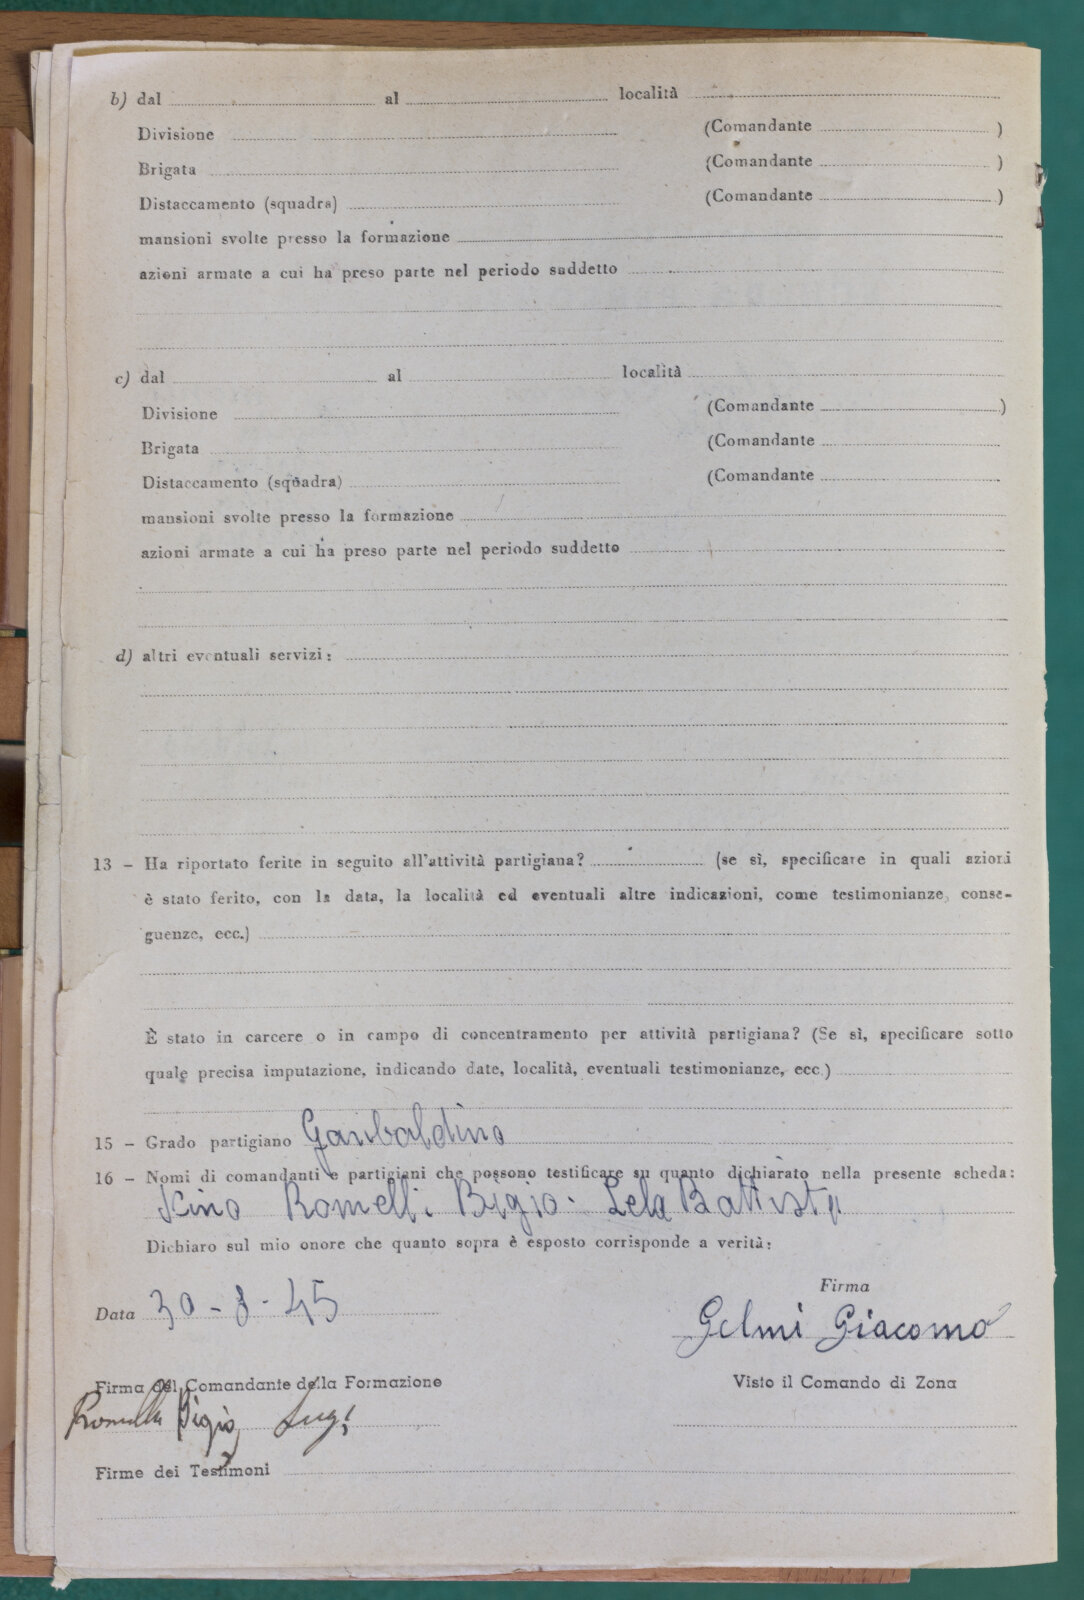 b) dal al località
Divisione (Comandante )
Brigata (Comandante )
Distaccamento (squadra) (Comandante )
mansioni svolte presso la formazione
azioni armate a cui ha preso parte nel periodo suddetto
c) dal al località
Divisione (Comandante )
Brigata (Comandante
Distaccamento (squadra) (Comandante
mansioni svolte presso la formazione
azioni armate a cui ha preso parte nel periodo suddetto
d) altri eventuali servizi:
13 – Ha riportato ferite in seguito all'attività partigiana? (se sì, specificare in quali azioni
è stato ferito, con la data, la località ed eventuali altre indicazioni, come testimonianze, conse-
guenze, ecc.)
È stato in carcere o in campo di concentramento per attività partigiana? (Se sì, specificare sotto
quale precisa imputazione, indicando date, località, eventuali testimonianze, ecc.)
15 – Grado partigiano Garibaldino
16 – Nomi di comandanti e partigiani che possono testificare su quanto dichiarato nella presente scheda:
Romelli Bigio - Lela Battista
Dichiaro sul mio onore che quanto sopra è esposto corrisponde a verità:
Firma
Data 30-8-45
Gelmi Giacomo
Firma del Comandante della Formazione Visto il Comando di Zona
Romelli Bigio Luigi
Firme dei Testimoni